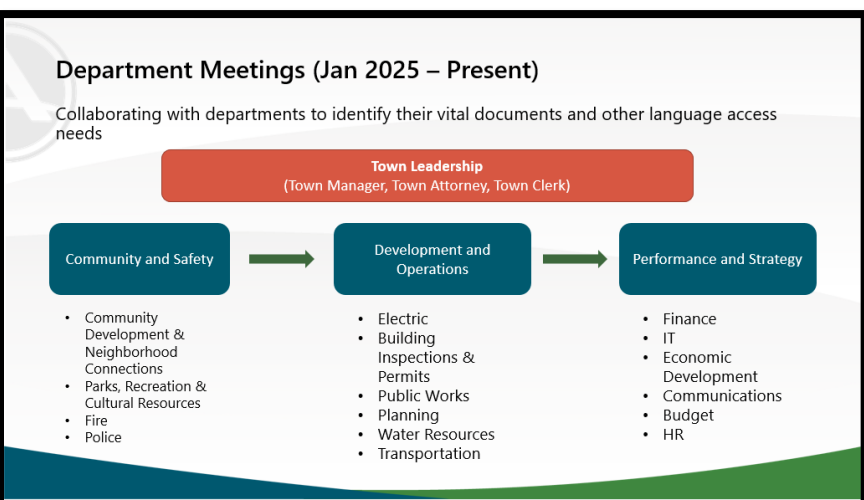 Department Meetings (Jan 2025 – Present)
Collaborating with departments to identify their vital documents and other language access
needs
Town Leadership
(Town Manager, Town Attorney, Town Clerk)
Community and Safety
Development and
Operations
Performance and Strategy
• Community
Development &
Neighborhood
Connections
• Parks, Recreation &
Cultural Resources
• Fire
• Police
• Electric
• Building
Inspections &
Permits
• Public Works
• Planning
• Water Resources
• Transportation
• Finance
• IT
• Economic
Development
• Communications
• Budget
• HR